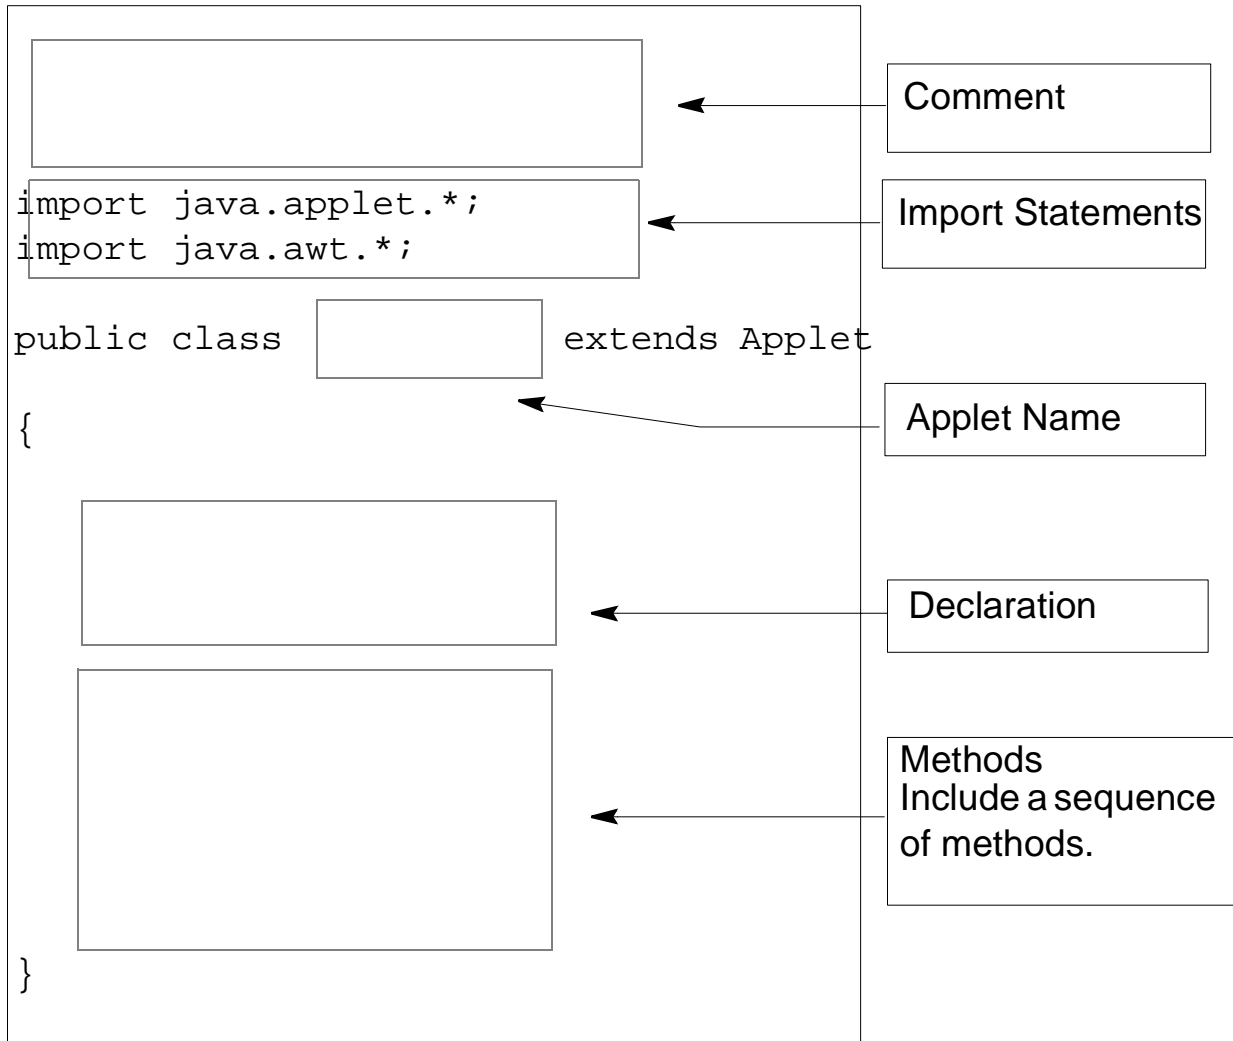 Comment
import java.applet.*;
import java.awt.*;
Import Statements
public class extends Applet
Applet Name
{
Declaration
Methods
Include a sequence
of methods.
}